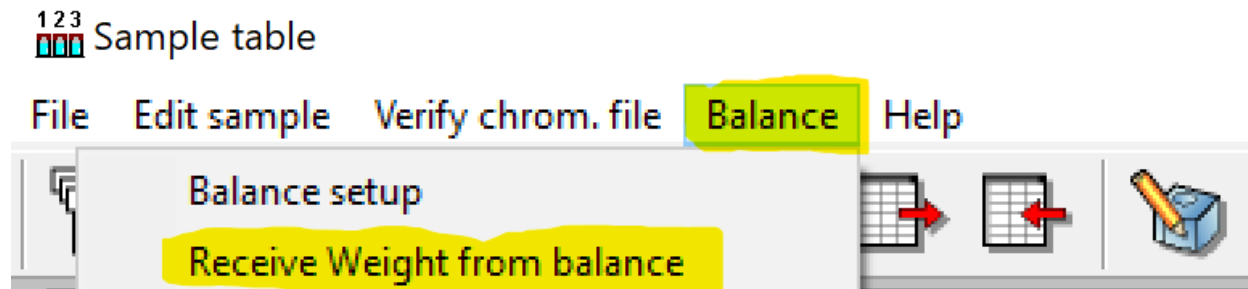 123
Sample table
File Edit sample Verify chrom. file Balance Help
Balance setup
Receive Weight from balance